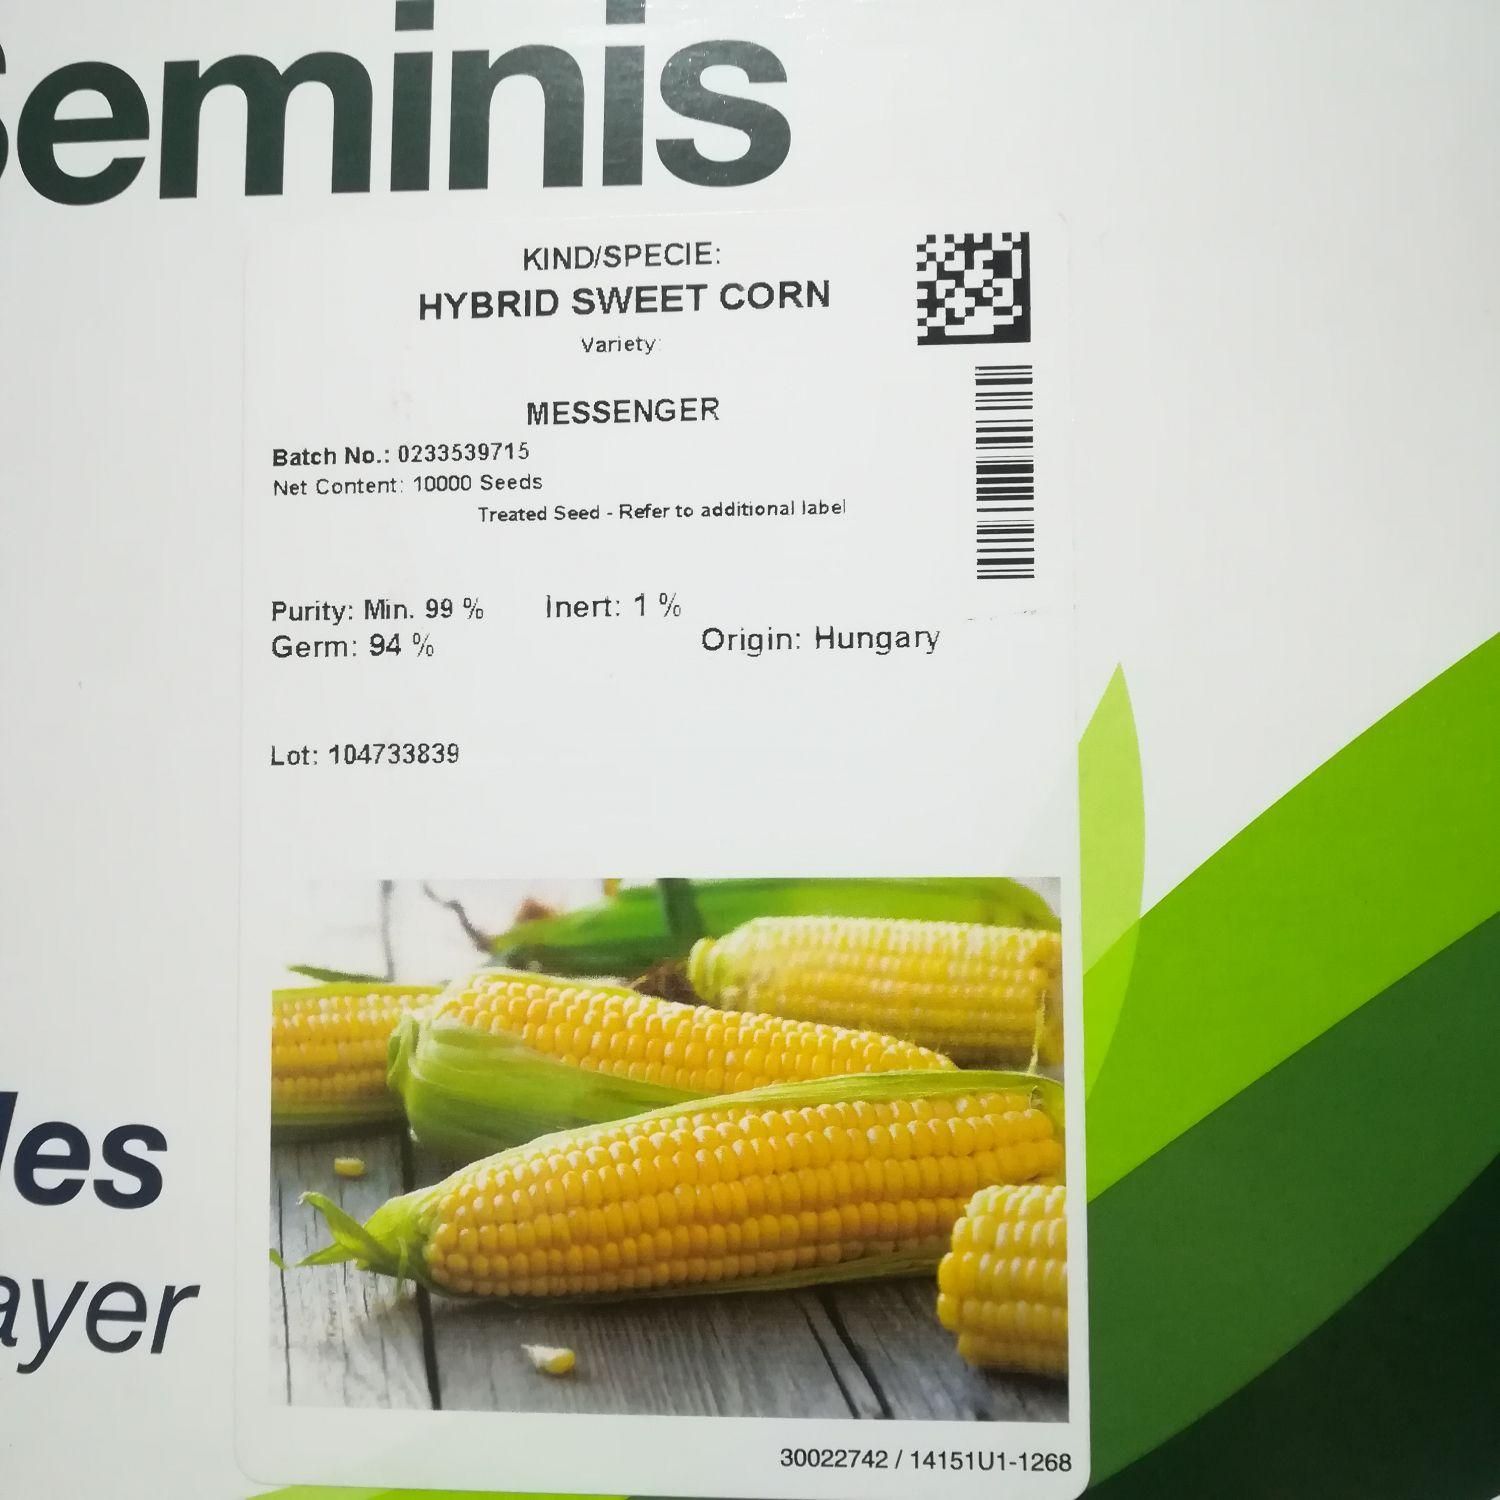 Seminis
KIND/SPECIE:
HYBRID SWEET CORN
Variety:
MESSENGER
Batch No.: 0233539715
Net Content: 10000 Seeds
Treated Seed - Refer to additional label
Purity: Min. 99 % Inert: 1 %
Germ: 94 %
Origin: Hungary
Lot: 104733839
les
ayer
30022742 / 14151U1-1268